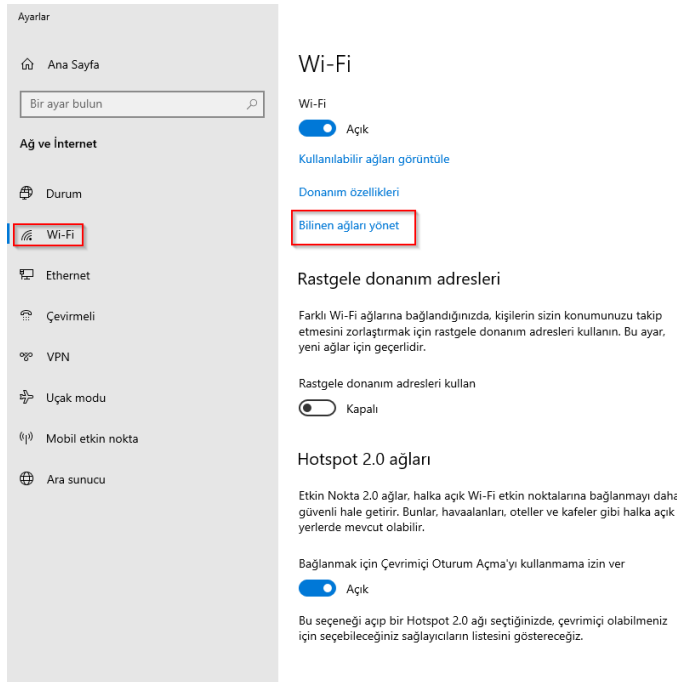 Ayarlar
Ana Sayfa
Bir ayar bulun
Ağ ve İnternet
Durum
Wi-Fi
Ethernet
Çevirmeli
VPN
Uçak modu
Mobil etkin nokta
Ara sunucu
Wi-Fi
Wi-Fi
Açık
Kullanılabilir ağları görüntüle
Donanım özellikleri
Bilinen ağları yönet
Rastgele donanım adresleri
Farklı Wi-Fi ağlarına bağlandığınızda, kişilerin sizin konumunuzu takip
etmesini zorlaştırmak için rastgele donanım adresleri kullanın. Bu ayar,
yeni ağlar için geçerlidir.
Rastgele donanım adresleri kullan
Kapalı
Hotspot 2.0 ağları
Etkin Nokta 2.0 ağlar, halka açık Wi-Fi etkin noktalarına bağlanmayı daha
güvenli hale getirir. Bunlar, havaalanları, oteller ve kafeler gibi halka açık
yerlerde mevcut olabilir.
Bağlanmak için Çevrimiçi Oturum Açma'yı kullanmama izin ver
Açık
Bu seçeneği açıp bir Hotspot 2.0 ağı seçtiğinizde, çevrimiçi olabilmeniz
için seçebileceğiniz sağlayıcıların listesini göstereceğiz.